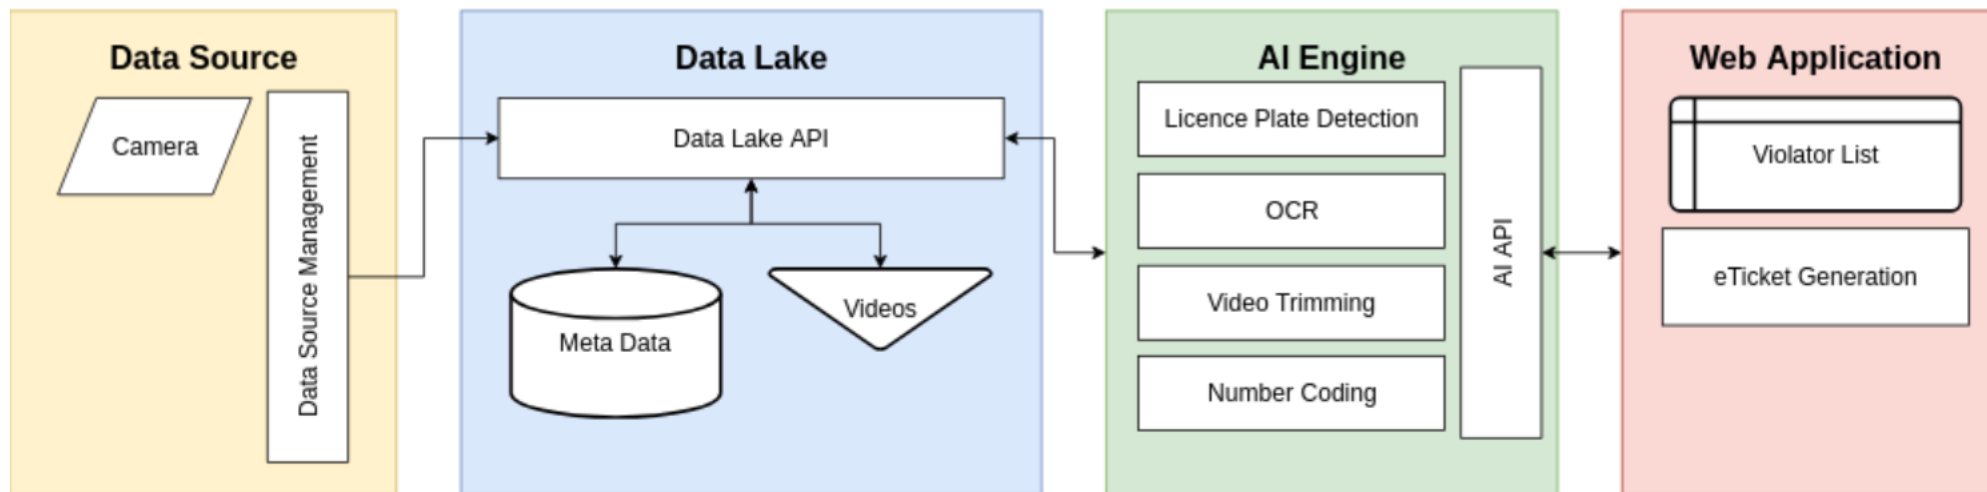 Data Source
Camera
Data Source Management
Data Lake
Data Lake API
Meta Data
Videos
AI Engine
Licence Plate Detection
OCR
Video Trimming
Number Coding
AI API
Web Application
Violator List
eTicket Generation